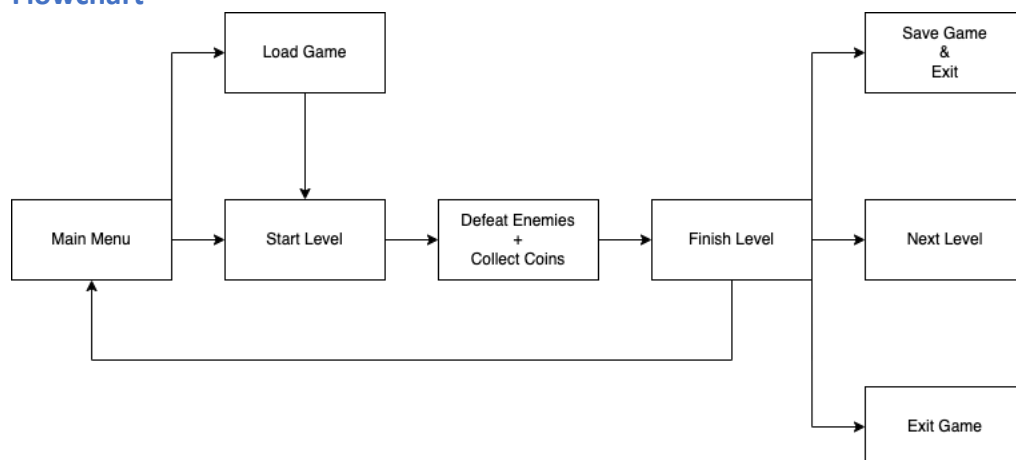 Flowchart
Load Game
Save Game
&
Exit
Main Menu
Start Level
Defeat Enemies
+
Collect Coins
Finish Level
Next Level
Exit Game